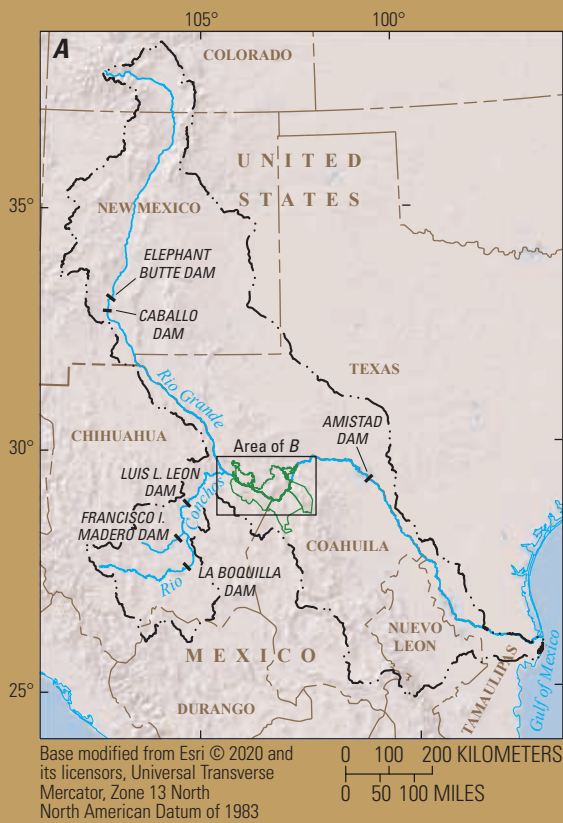 105°
100°
A
COLORADO
UNITED
STATES
35°
NEW MEXICO
ELEPHANT
BUTTE DAM
CABALLO
DAM
TEXAS
Rio Grande
30°
CHIHUAHUA
AMISTAD
DAM
Area of B
LUIS L. LEON
DAM
Conchos
FRANCISCO I.
MADERO DAM
COAHUILA
Rio
LA BOQUILLA
DAM
NUEVO
LEON
MEXICO
TAMAULIPAS
Gulf of Mexico
25°
DURANGO
Base modified from Esri © 2020 and
its licensors, Universal Transverse
Mercator, Zone 13 North
North American Datum of 1983
0 100 200 KILOMETERS
0 50 100 MILES